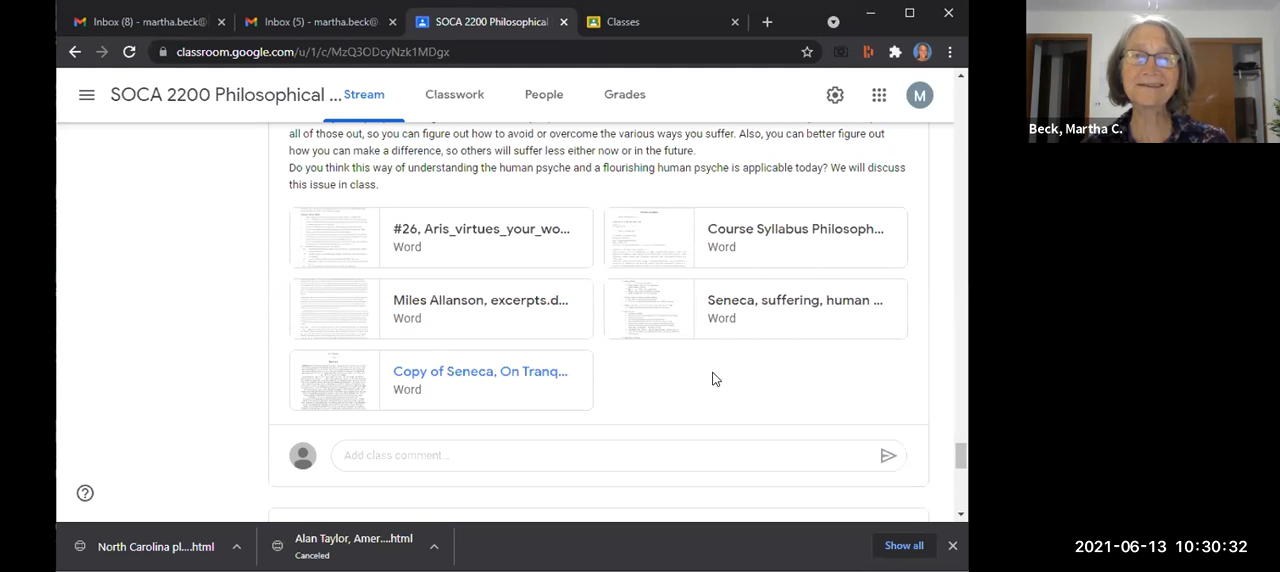 Inbox (8) - martha.beck@
Inbox (5) - martha.beck@
SOCA 2200 Philosophical
Classes
classroom.google.com/u/1/c/MzQ3ODcyNzk1MDgx
SOCA 2200 Philosophical ...
Stream
Classwork
People
Grades
M
Beck, Martha C.
all of those out, so you can figure out how to avoid or overcome the various ways you suffer. Also, you can better figure out
how you can make a difference, so others will suffer less either now or in the future.
Do you think this way of understanding the human psyche and a flourishing human psyche is applicable today? We will discuss
this issue in class.
#26, Aris_virtues_your_wo...
Word
Course Syllabus Philosoph...
Word
Miles Allanson, excerpts.d...
Word
Seneca, suffering, human ...
Word
Copy of Seneca, On Tranq...
Word
Add class comment...
North Carolina pl....html
Alan Taylor, Amer....html
Canceled
Show all
2021-06-13 10:30:32